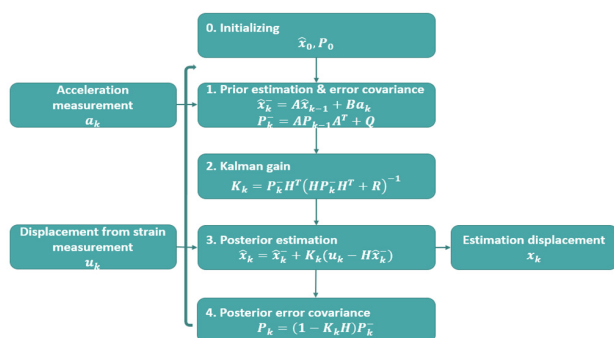 0. Initializing
x̂₀, P₀
Acceleration
measurement
aₖ
1. Prior estimation & error covariance
x̂ₖ⁻ = Ax̂ₖ₋₁ + Baₖ
Pₖ⁻ = APₖ₋₁Aᵀ + Q
2. Kalman gain
Kₖ = Pₖ⁻Hᵀ(HPₖ⁻Hᵀ + R)⁻¹
Displacement from strain
measurement
uₖ
3. Posterior estimation
x̂ₖ = x̂ₖ⁻ + Kₖ(uₖ − Hx̂ₖ⁻)
Estimation displacement
xₖ
4. Posterior error covariance
Pₖ = (1 − KₖH)Pₖ⁻